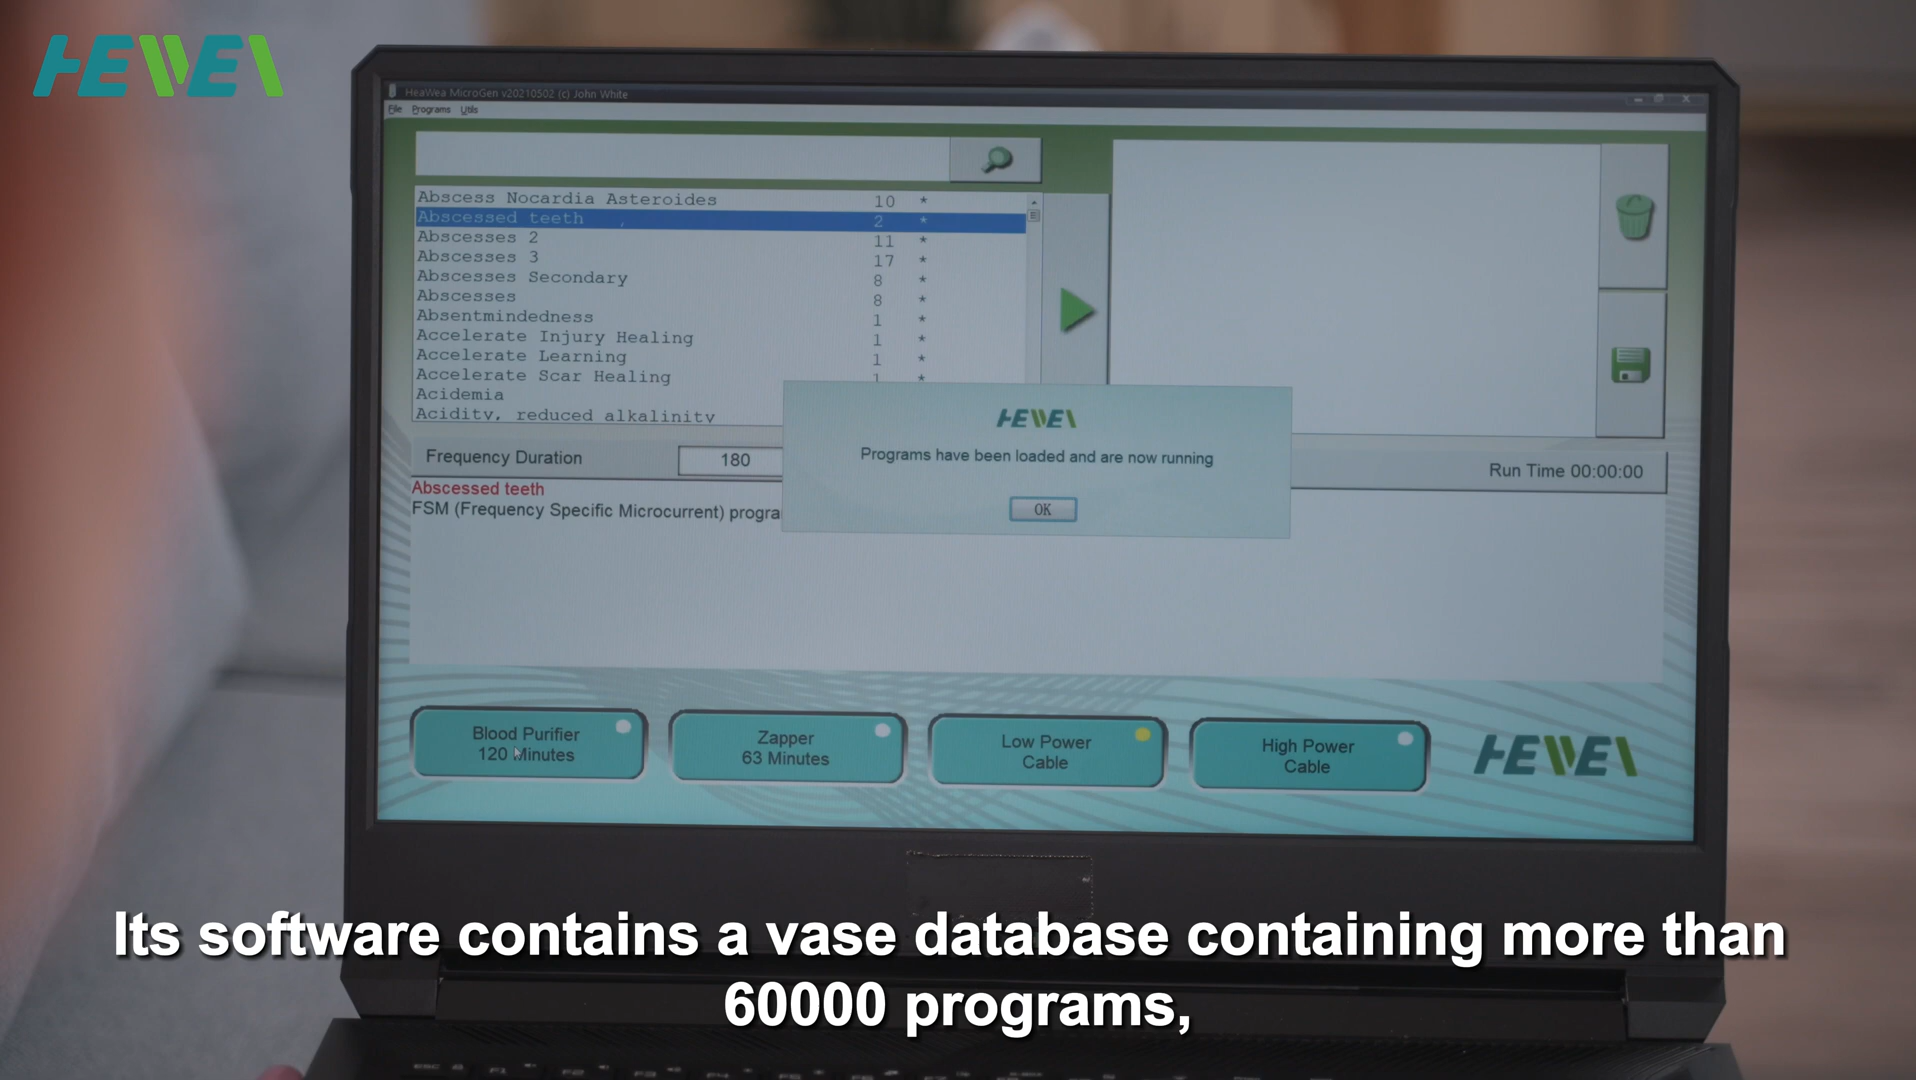 HEWEI
HeaWea MicroGen v20210502 (c) John White
File Programs Utils
Abscess Nocardia Asteroides 10 *
Abscessed teeth 2 *
Abscesses 2 11 *
Abscesses 3 17 *
Abscesses Secondary 8 *
Abscesses 8 *
Absentmindedness 1 *
Accelerate Injury Healing 1 *
Accelerate Learning 1 *
Accelerate Scar Healing 1 *
Acidemia
Acidity, reduced alkalinity
HEWEI
Programs have been loaded and are now running
OK
Frequency Duration 180
Run Time 00:00:00
Abscessed teeth
FSM (Frequency Specific Microcurrent) progra
Blood Purifier
120 Minutes
Zapper
63 Minutes
Low Power
Cable
High Power
Cable
HEWEI
Its software contains a vase database containing more than
60000 programs,